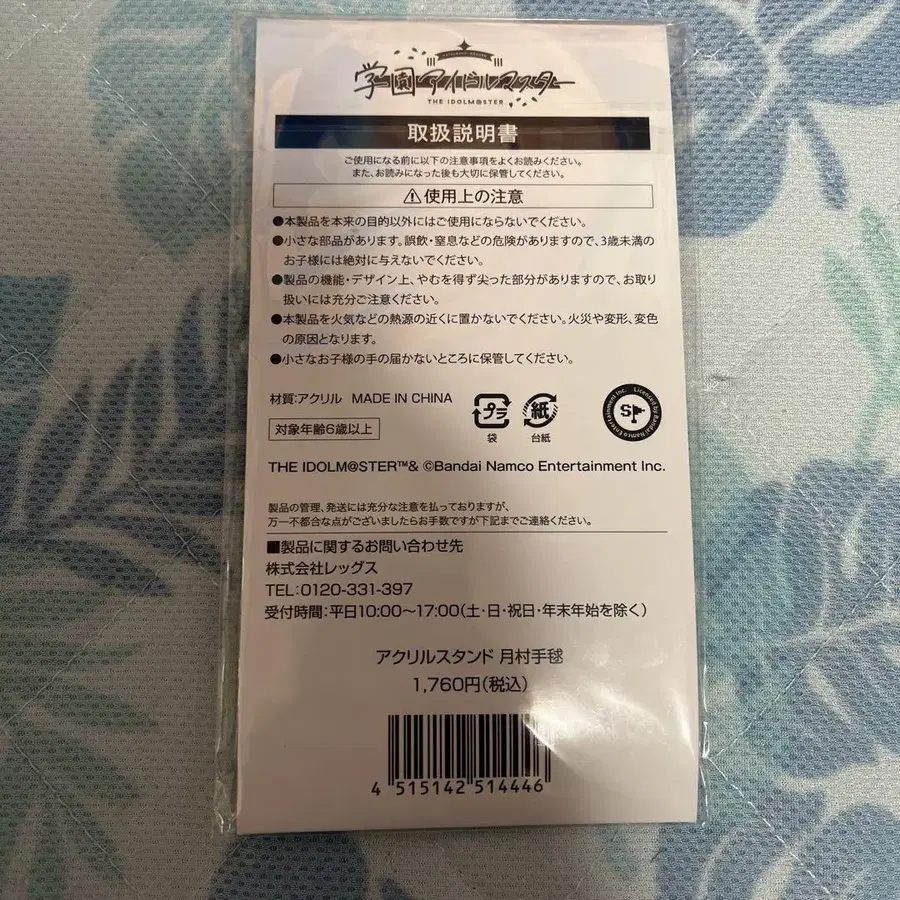 学園アイドルマスター
THE IDOLM@STER
取扱説明書
ご使用になる前に以下の注意事項をよくお読みください。
また、お読みになった後も大切に保管してください。
⚠使用上の注意
●本製品を本来の目的以外にはご使用にならないでください。
●小さな部品があります。誤飲・窒息などの危険がありますので、3歳未満の
お子様には絶対に与えないでください。
●製品の機能・デザイン上、やむを得ず尖った部分がありますので、お取り
扱いには充分ご注意ください。
●本製品を火気などの熱源の近くに置かないでください。火災や変形、変色
の原因となります。
●小さなお子様の手の届かないところに保管してください。
材質:アクリル MADE IN CHINA
対象年齢6歳以上
プラ
袋
紙
台紙
Licensed by Bandai Namco Entertainment Inc.
SP
THE IDOLM@STER™& ©Bandai Namco Entertainment Inc.
製品の管理、発送には充分な注意を払っておりますが、
万一不都合な点がございましたらお手数ですが下記までご連絡ください。
■製品に関するお問い合わせ先
株式会社レッグス
TEL:0120-331-397
受付時間:平日10:00～17:00(土・日・祝日・年末年始を除く)
アクリルスタンド 月村手毬
1,760円(税込)
4 515142 514446